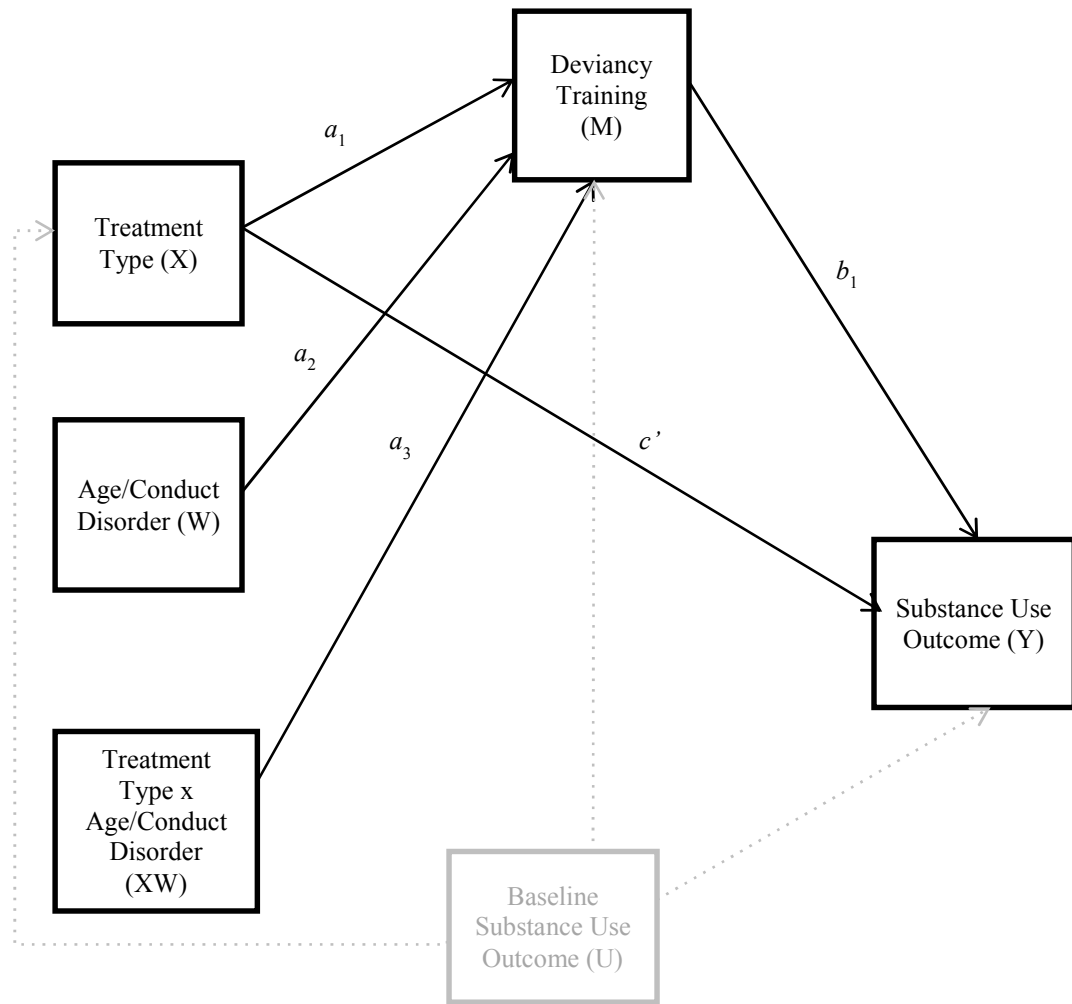 Deviancy
Training
(M)
a1
Treatment
Type (X)
b1
a2
a3
c’
Age/Conduct
Disorder (W)
Substance Use
Outcome (Y)
Treatment
Type x
Age/Conduct
Disorder
(XW)
Baseline
Substance Use
Outcome (U)